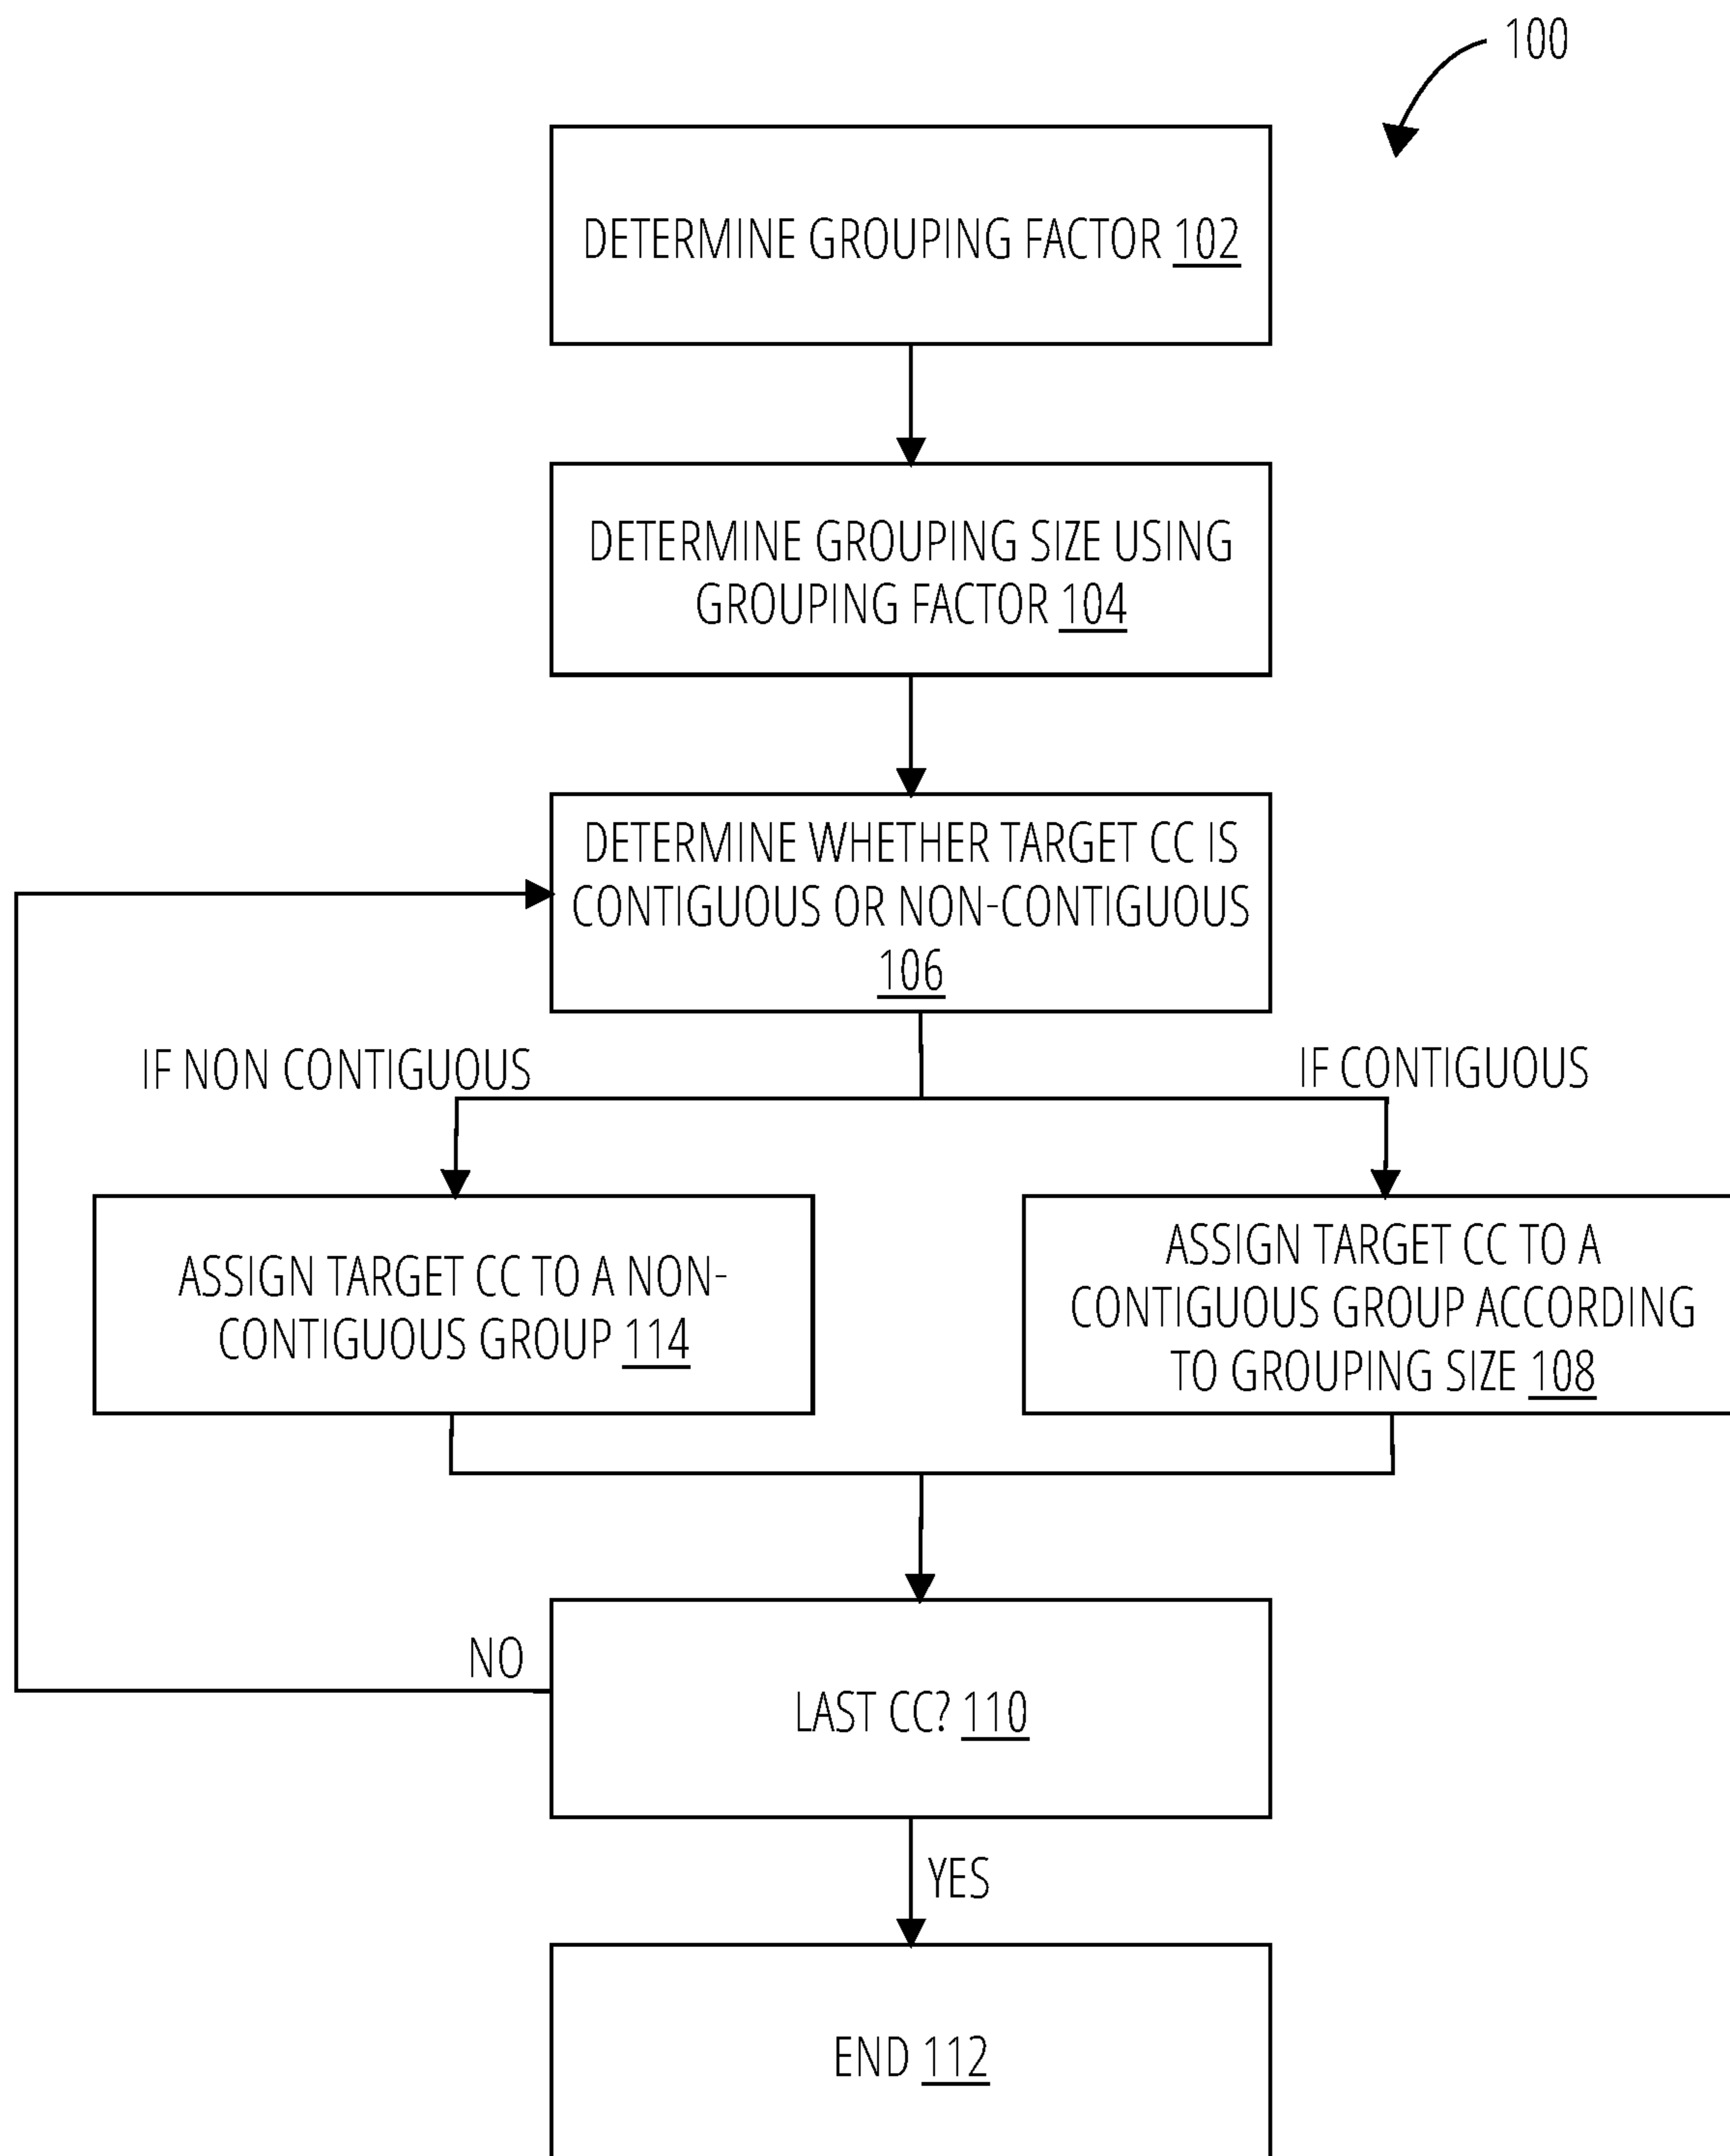 100
DETERMINE GROUPING FACTOR 102
DETERMINE GROUPING SIZE USING
GROUPING FACTOR 104
DETERMINE WHETHER TARGET CC IS
CONTIGUOUS OR NON-CONTIGUOUS
106
IF NON CONTIGUOUS
IF CONTIGUOUS
ASSIGN TARGET CC TO A NON-
CONTIGUOUS GROUP 114
ASSIGN TARGET CC TO A
CONTIGUOUS GROUP ACCORDING
TO GROUPING SIZE 108
NO
LAST CC? 110
YES
END 112